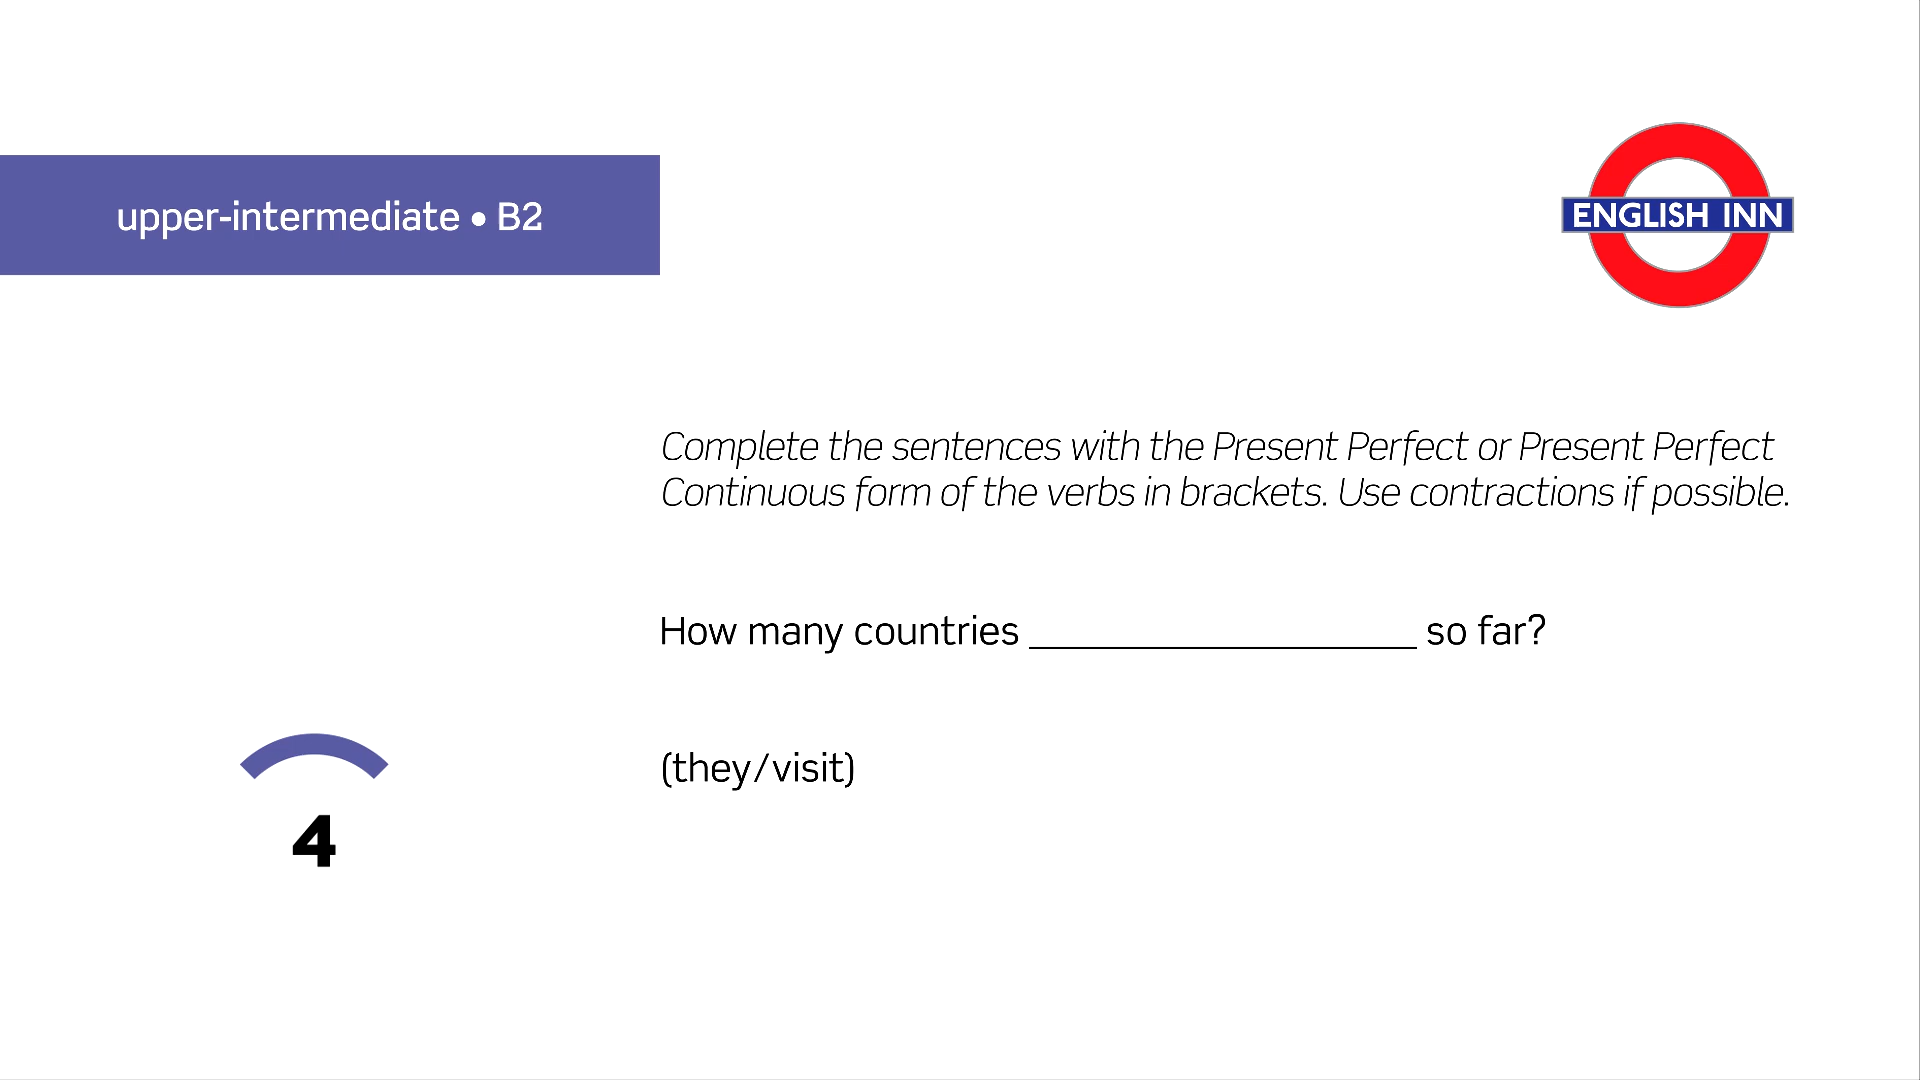 upper-intermediate • B2
ENGLISH INN
Complete the sentences with the Present Perfect or Present Perfect
Continuous form of the verbs in brackets. Use contractions if possible.
How many countries __________________ so far?
(they/visit)
4